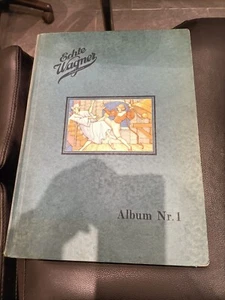 Echte
Wagner
Album Nr. 1